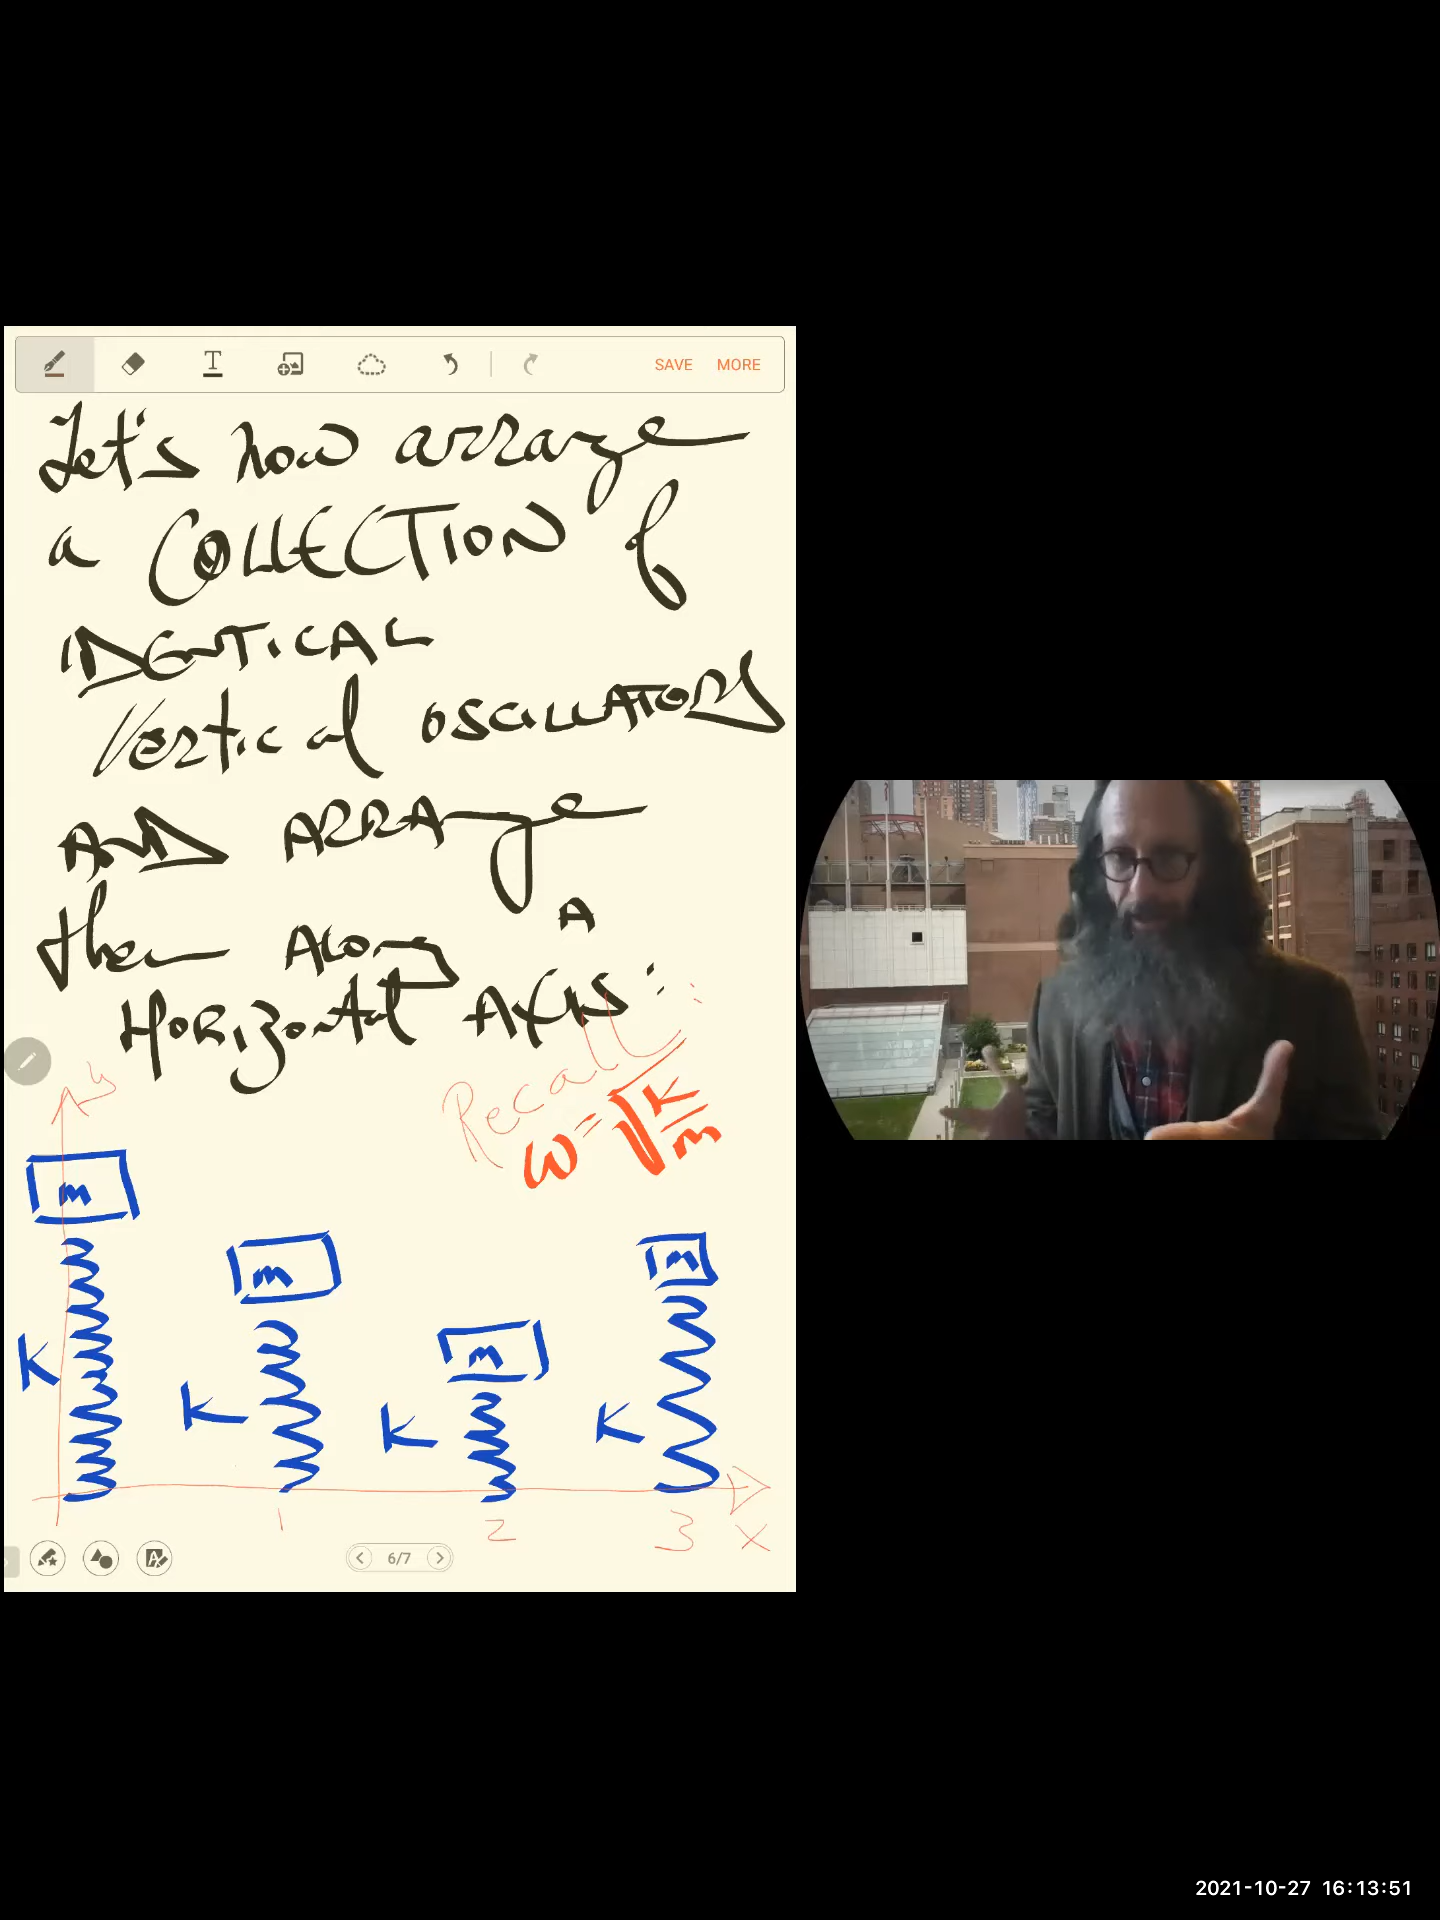 SAVE MORE
Let's now arrange
a COLLECTION of
IDENTICAL
Vertical OSCILLATORY
AND ARRAnge
them Along A
HORIZontal AXIS:
Recall:
ω = √K/m
y
m
m
m
m
K
K
K
K
1 2 3 x
6/7
2021-10-27 16:13:51